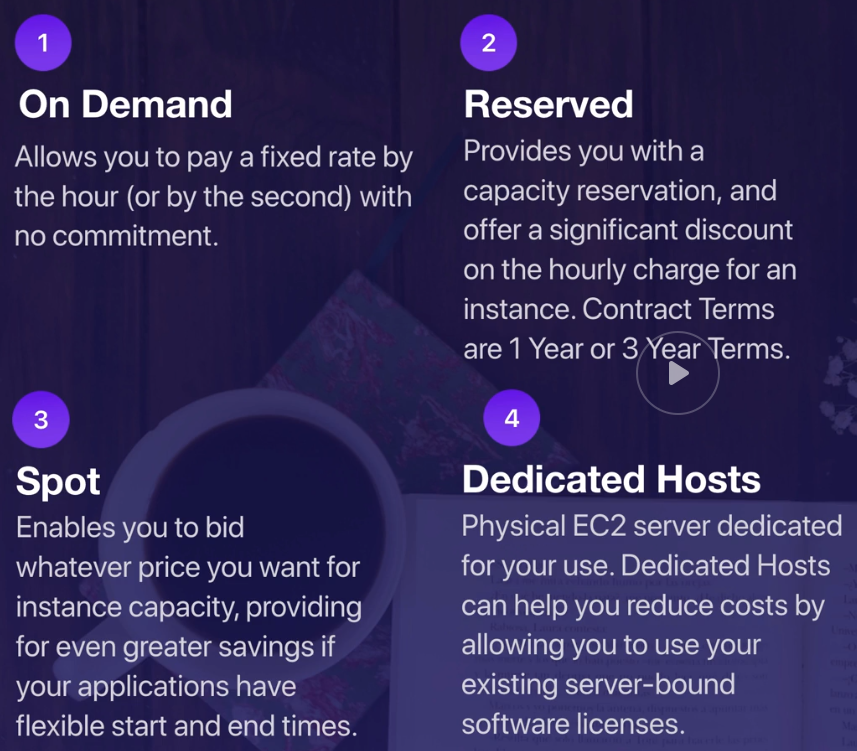 1
On Demand
Allows you to pay a fixed rate by
the hour (or by the second) with
no commitment.
2
Reserved
Provides you with a
capacity reservation, and
offer a significant discount
on the hourly charge for an
instance. Contract Terms
are 1 Year or 3 Year Terms.
3
Spot
Enables you to bid
whatever price you want for
instance capacity, providing
for even greater savings if
your applications have
flexible start and end times.
4
Dedicated Hosts
Physical EC2 server dedicated
for your use. Dedicated Hosts
can help you reduce costs by
allowing you to use your
existing server-bound
software licenses.